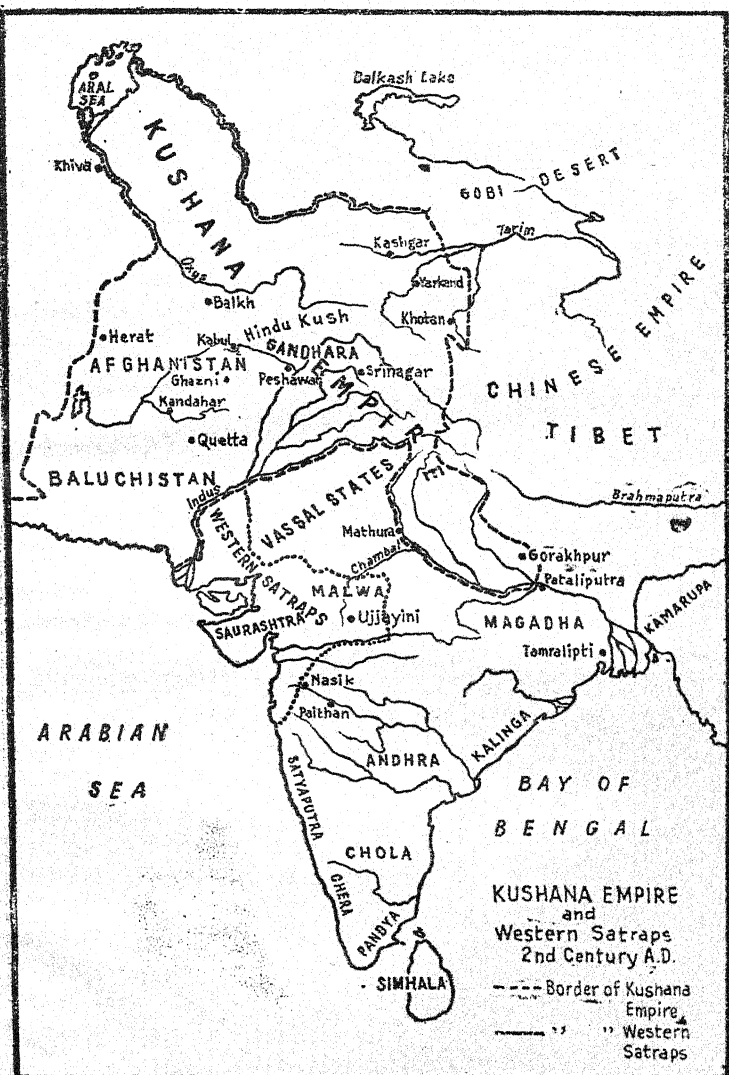 Balkash Lake
ARAL
SEA
KUSHANA
Khiva
GOBI DESERT
Tarim
Kashgar
Oxus
Yarkand
Balkh
Khotan
Hindu Kush
Herat
Kabul
GANDHARA
AFGHANISTAN
Ghazni
Peshawar
Srinagar
EMPIRE
CHINESE EMPIRE
Kandahar
TIBET
Quetta
BALUCHISTAN
Indus
VASSAL STATES
Brahmaputra
WESTERN SATRAPS
Mathura
Chambal
Gorakhpur
Pataliputra
MALWA
KAMARUPA
SAURASHTRA
Ujjayini
MAGADHA
Tamralipti
Nasik
Paithan
ARABIAN
SEA
ANDHRA
KALINGA
SATYAPUTRA
BAY OF
BENGAL
CHOLA
CHERA
PANDYA
SIMHALA
KUSHANA EMPIRE
and
Western Satraps
2nd Century A.D.
Border of Kushana
Empire
" " Western
Satraps